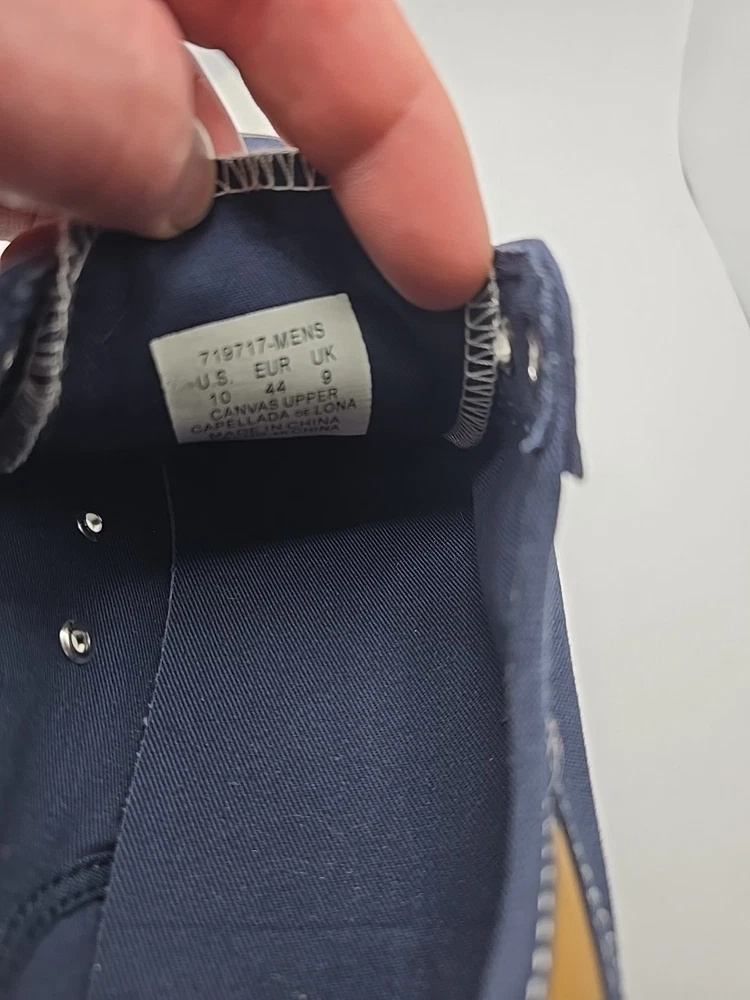 719717-MENS
U.S. EUR UK
10 44 9
CANVAS UPPER
CAPELLADA DE LONA
MADE IN CHINA